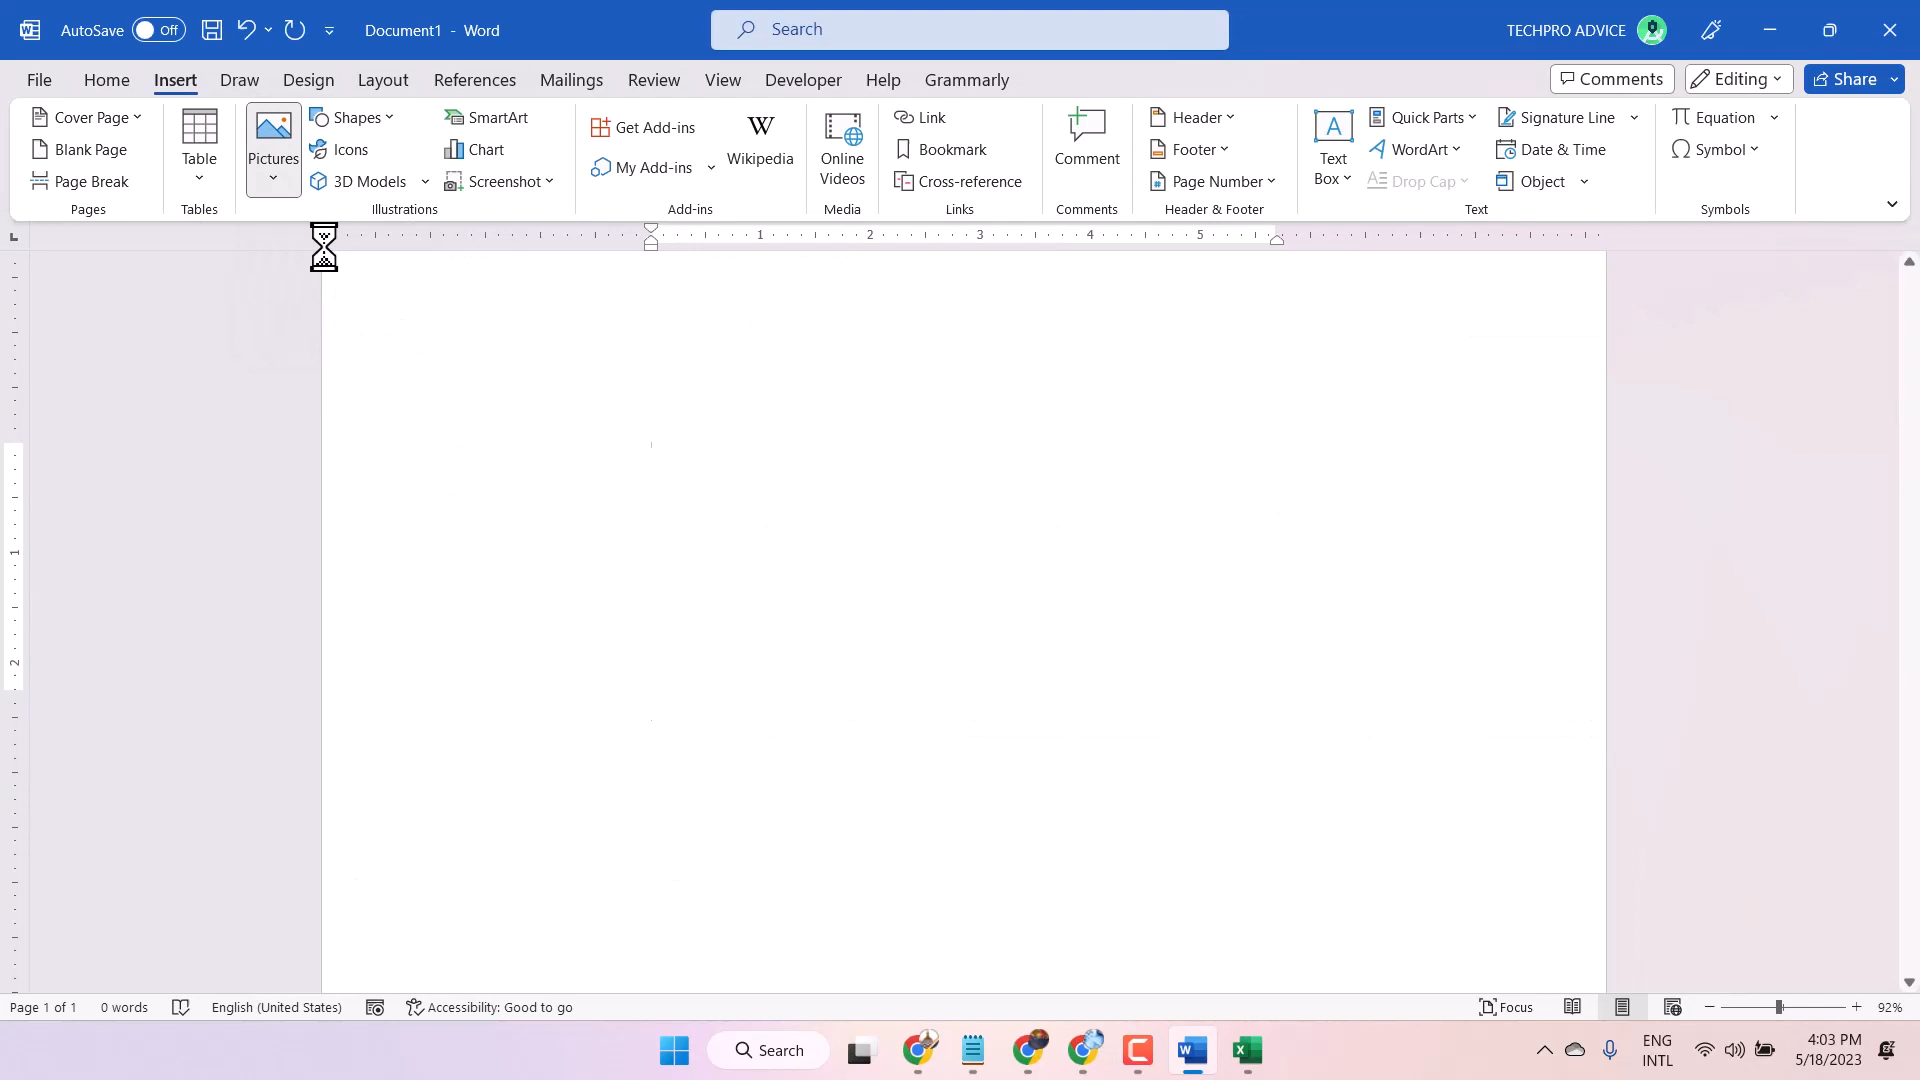 AutoSave Off Document1 - Word Search TECHPRO ADVICE
File Home Insert Draw Design Layout References Mailings Review View Developer Help Grammarly Comments Editing Share
Cover Page
Blank Page
Page Break
Pages
Table
Tables
Pictures
Shapes
Icons
3D Models
SmartArt
Chart
Screenshot
Illustrations
Get Add-ins
My Add-ins
W
Wikipedia
Add-ins
Online
Videos
Media
Link
Bookmark
Cross-reference
Links
Comment
Comments
Header
Footer
Page Number
Header & Footer
A
Text
Box
Quick Parts
WordArt
Drop Cap
Signature Line
Date & Time
Object
Text
Equation
Symbol
Symbols
1 2 3 4 5
1
2
Page 1 of 1 0 words English (United States) Accessibility: Good to go Focus 92%
Search
ENG
INTL
4:03 PM
5/18/2023